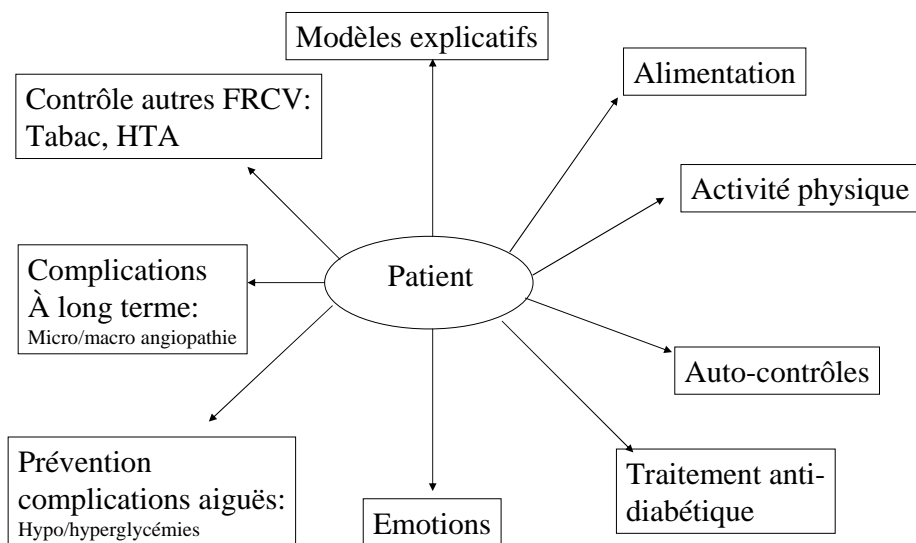 Modèles explicatifs
Alimentation
Contrôle autres FRCV:
Tabac, HTA
Activité physique
Patient
Complications
À long terme:
Micro/macro angiopathie
Auto-contrôles
Prévention
complications aiguës:
Hypo/hyperglycémies
Emotions
Traitement anti-
diabétique